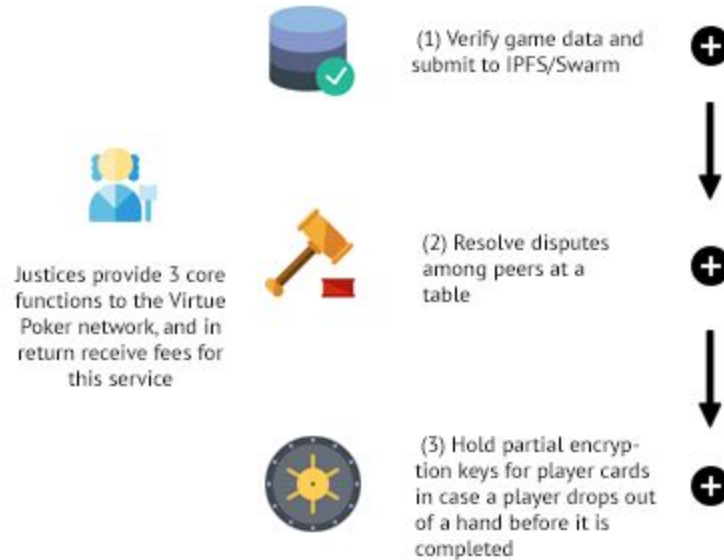 (1) Verify game data and
submit to IPFS/Swarm
Justices provide 3 core
functions to the Virtue
Poker network, and in
return receive fees for
this service
(2) Resolve disputes
among peers at a
table
(3) Hold partial encryp-
tion keys for player cards
in case a player drops out
of a hand before it is
completed